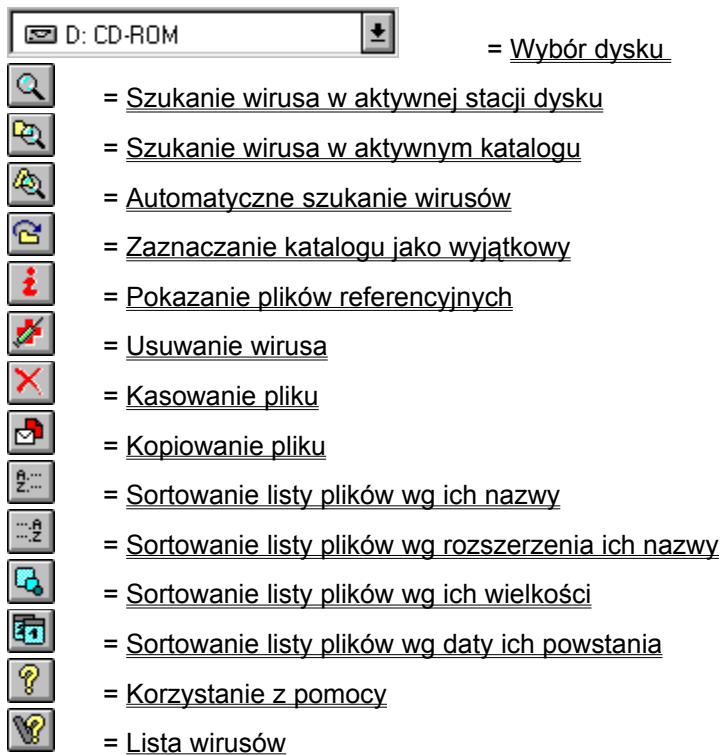 D: CD-ROM = Wybór dysku
= Szukanie wirusa w aktywnej stacji dysku
= Szukanie wirusa w aktywnym katalogu
= Automatyczne szukanie wirusów
= Zaznaczanie katalogu jako wyjątkowy
= Pokazanie plików referencyjnych
= Usuwanie wirusa
= Kasowanie pliku
= Kopiowanie pliku
A.... Z.... = Sortowanie listy plików wg ich nazwy
....A ....Z = Sortowanie listy plików wg rozszerzenia ich nazwy
= Sortowanie listy plików wg ich wielkości
= Sortowanie listy plików wg daty ich powstania
? = Korzystanie z pomocy
? = Lista wirusów